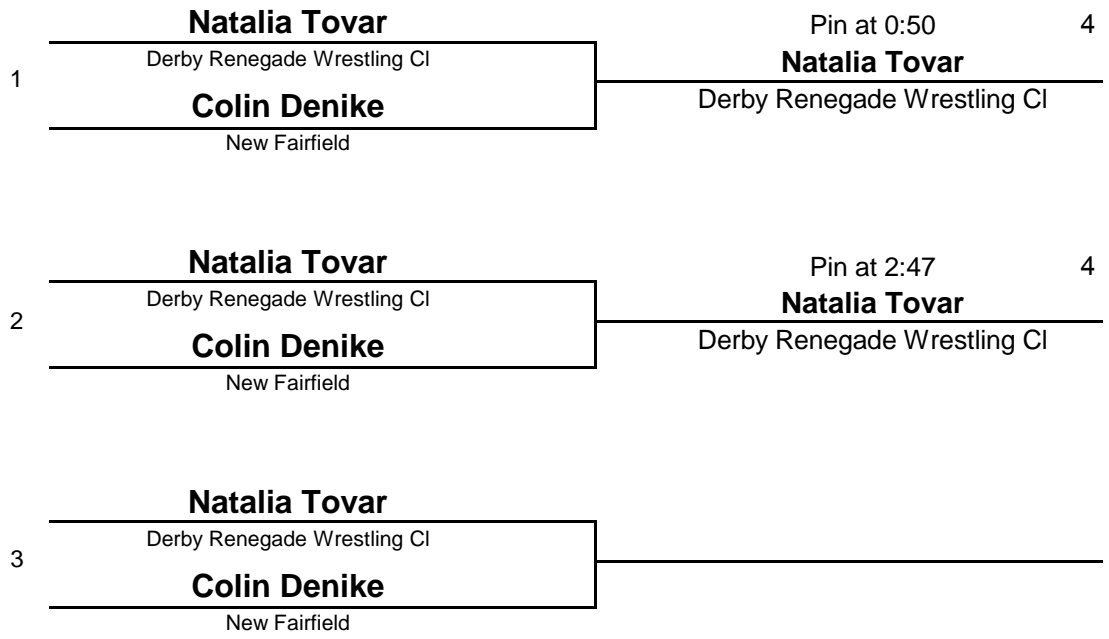 Natalia Tovar
Derby Renegade Wrestling Cl
1
Colin Denike
New Fairfield
Pin at 0:50 4
Natalia Tovar
Derby Renegade Wrestling Cl
Natalia Tovar
Derby Renegade Wrestling Cl
2
Colin Denike
New Fairfield
Pin at 2:47 4
Natalia Tovar
Derby Renegade Wrestling Cl
Natalia Tovar
Derby Renegade Wrestling Cl
3
Colin Denike
New Fairfield